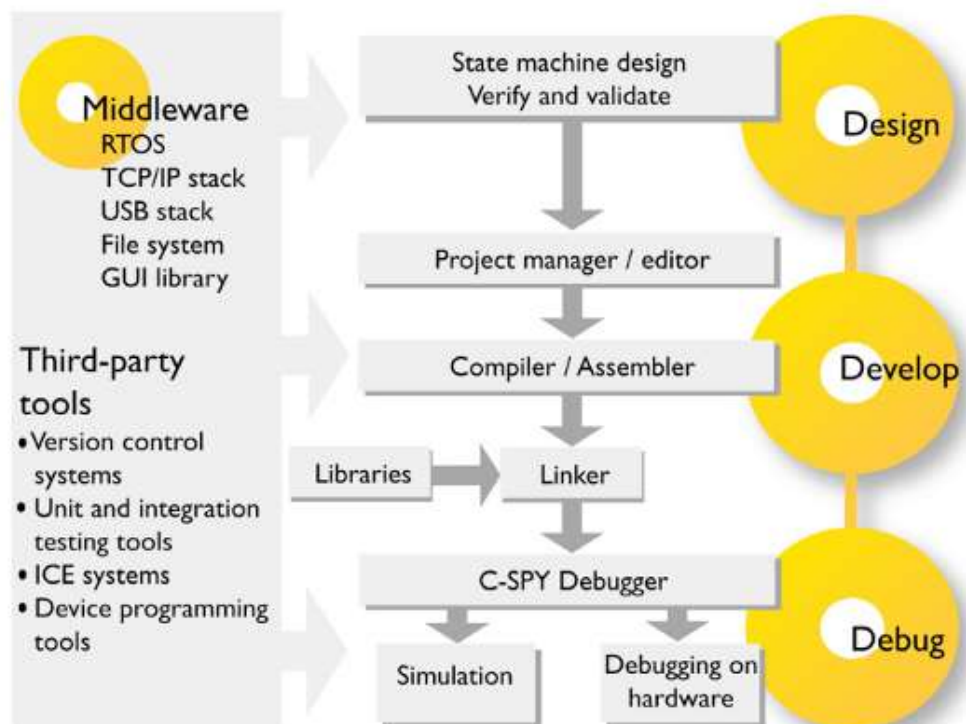 Middleware
RTOS
TCP/IP stack
USB stack
File system
GUI library
Third-party
tools
• Version control
systems
• Unit and integration
testing tools
• ICE systems
• Device programming
tools
State machine design
Verify and validate
Project manager / editor
Compiler / Assembler
Libraries
Linker
C-SPY Debugger
Simulation
Debugging on
hardware
Design
Develop
Debug